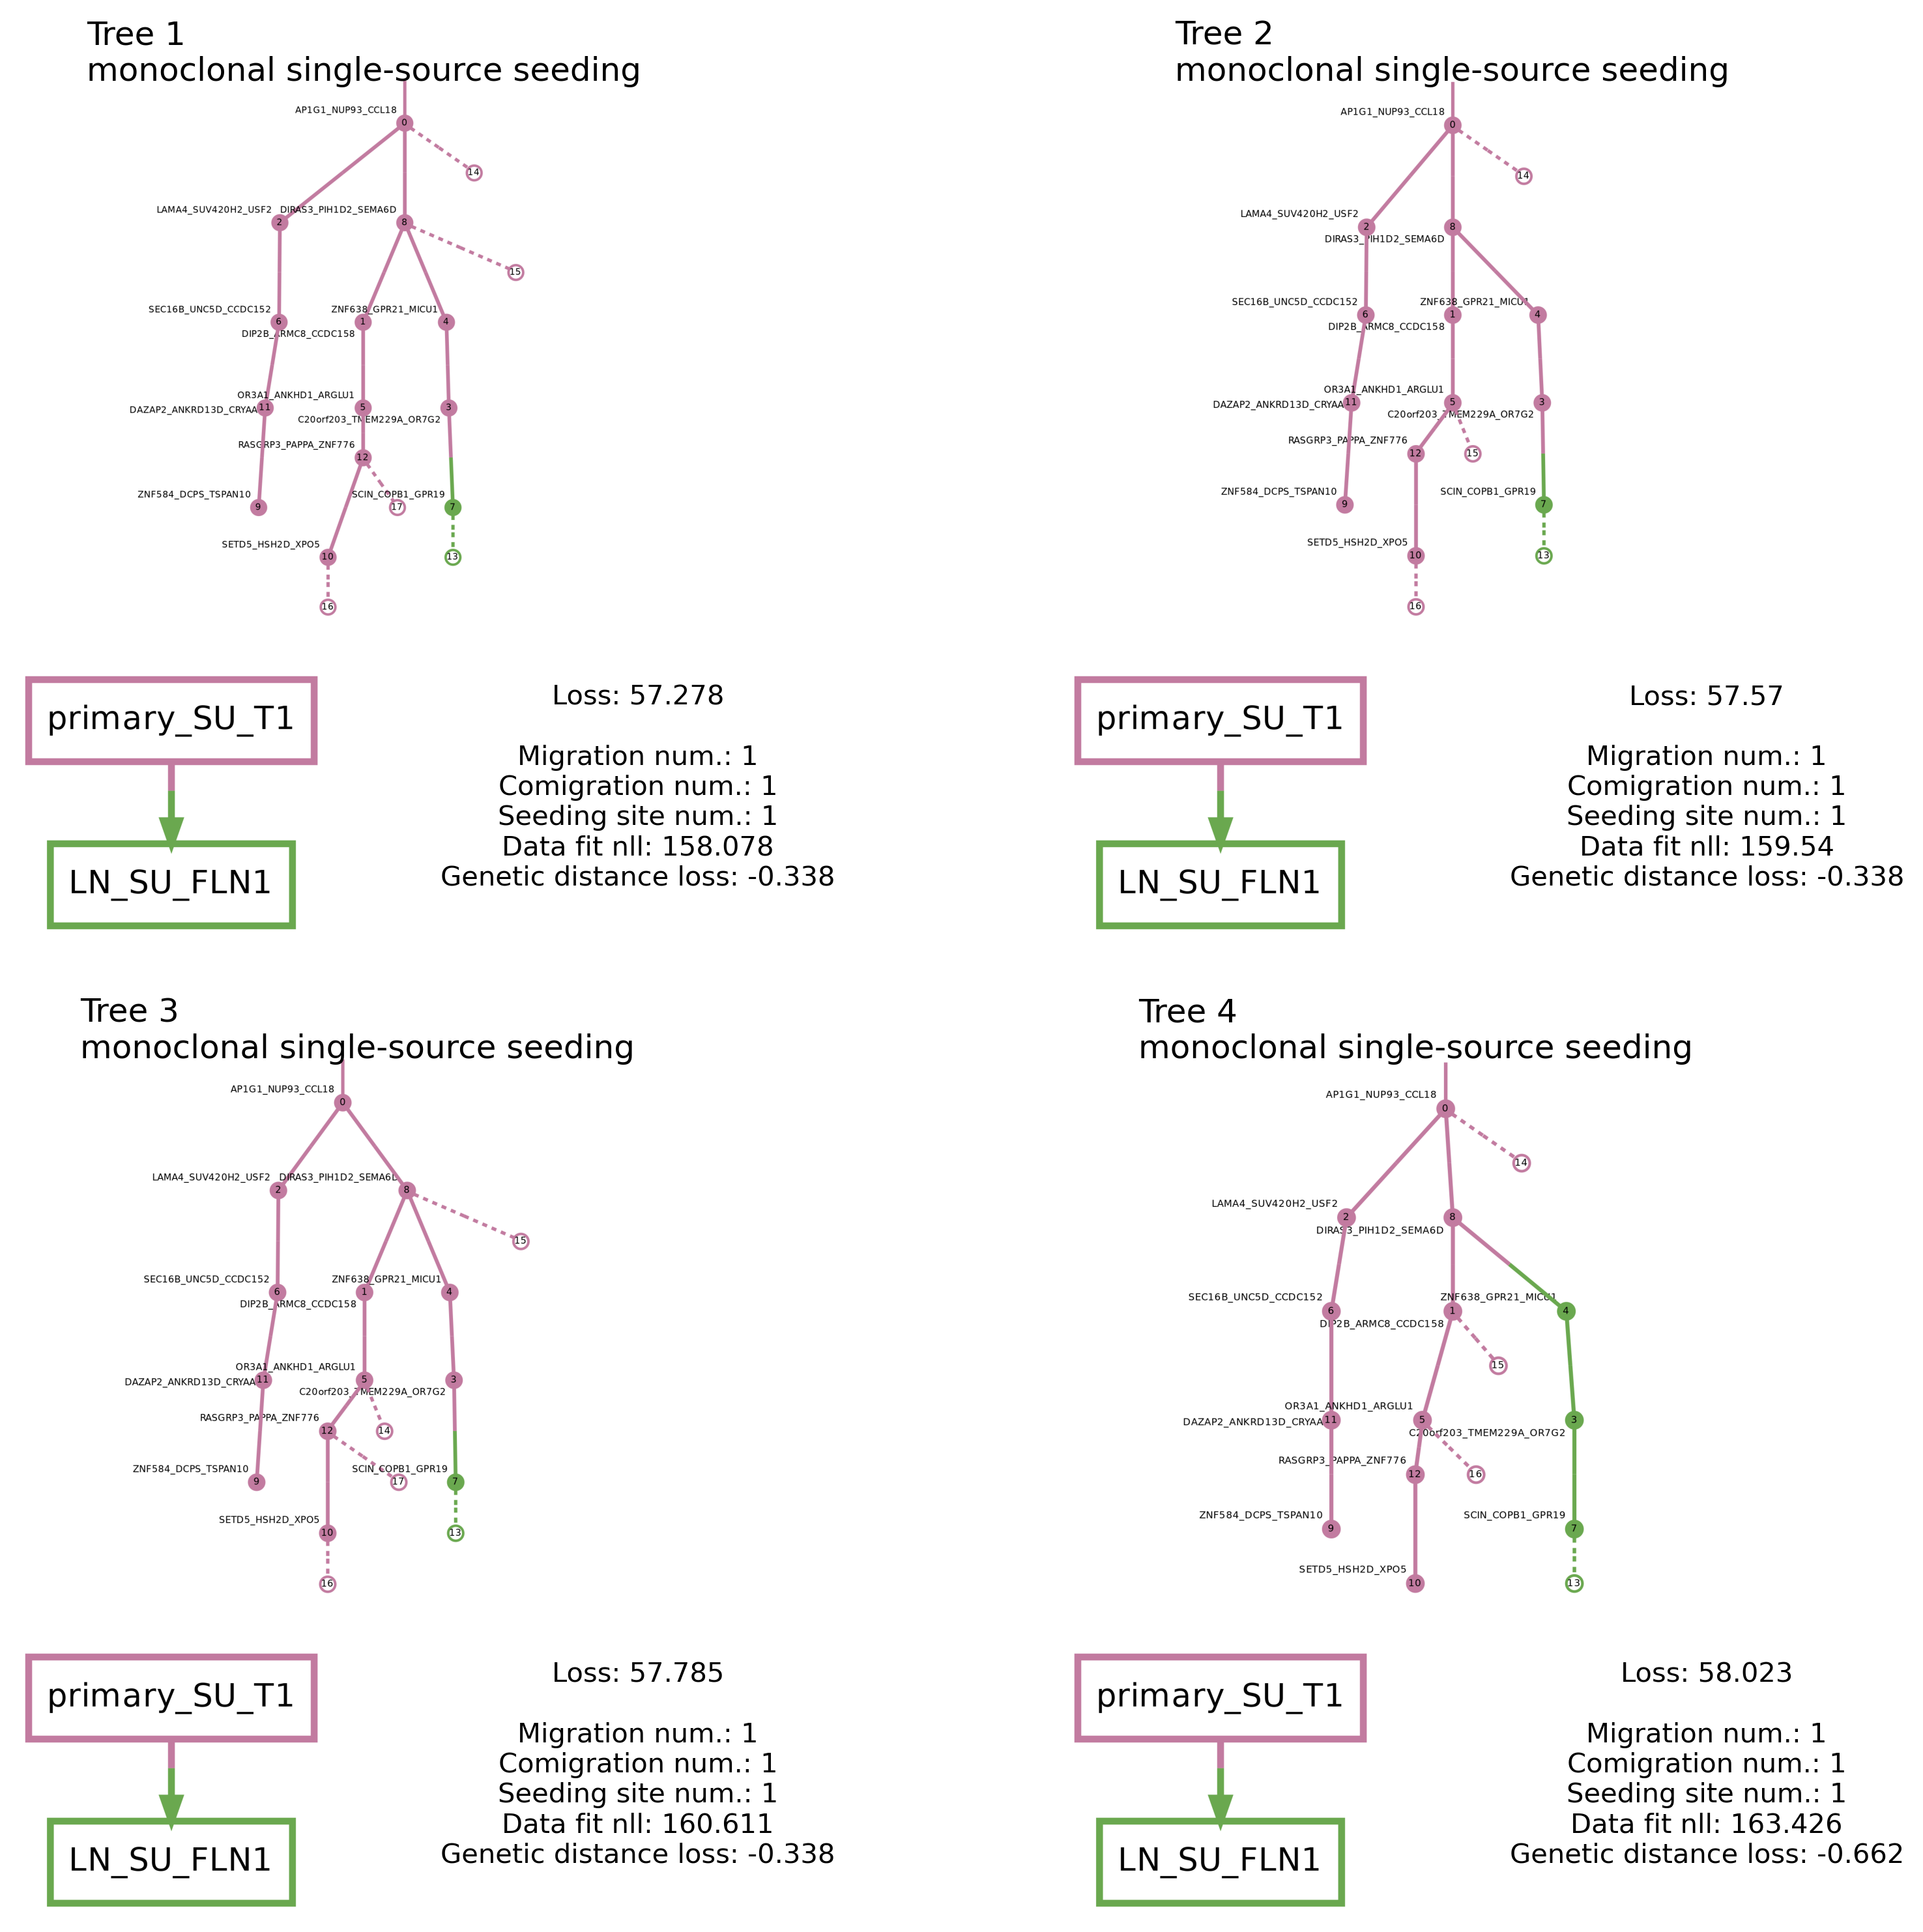 Tree 1
monoclonal single-source seeding
AP1G1_NUP93_CCL18
0
14
LAMA4_SUV420H2_USF2
2
DIRAS3_PIH1D2_SEMA6D
8
15
SEC16B_UNC5D_CCDC152
6
ZNF638_GPR21_MICU1
1
4
DIP2B_ARMC8_CCDC158
OR3A1_ANKHD1_ARGLU1
DAZAP2_ANKRD13D_CRYAA
11
5
3
C20orf203_TMEM229A_OR7G2
RASGRP3_PAPPA_ZNF776
12
ZNF584_DCPS_TSPAN10
9
SCIN_COPB1_GPR19
17
7
SETD5_HSH2D_XPO5
10
13
16
primary_SU_T1
LN_SU_FLN1
Loss: 57.278
Migration num.: 1
Comigration num.: 1
Seeding site num.: 1
Data fit nll: 158.078
Genetic distance loss: -0.338
Tree 2
monoclonal single-source seeding
AP1G1_NUP93_CCL18
0
14
LAMA4_SUV420H2_USF2
2
8
DIRAS3_PIH1D2_SEMA6D
SEC16B_UNC5D_CCDC152
6
ZNF638_GPR21_MICU1
1
4
DIP2B_ARMC8_CCDC158
OR3A1_ANKHD1_ARGLU1
DAZAP2_ANKRD13D_CRYAA
11
5
3
C20orf203_TMEM229A_OR7G2
RASGRP3_PAPPA_ZNF776
12
15
ZNF584_DCPS_TSPAN10
9
SCIN_COPB1_GPR19
7
SETD5_HSH2D_XPO5
10
13
16
primary_SU_T1
LN_SU_FLN1
Loss: 57.57
Migration num.: 1
Comigration num.: 1
Seeding site num.: 1
Data fit nll: 159.54
Genetic distance loss: -0.338
Tree 3
monoclonal single-source seeding
AP1G1_NUP93_CCL18
0
LAMA4_SUV420H2_USF2
2
DIRAS3_PIH1D2_SEMA6D
8
15
SEC16B_UNC5D_CCDC152
6
ZNF638_GPR21_MICU1
1
4
DIP2B_ARMC8_CCDC158
OR3A1_ANKHD1_ARGLU1
DAZAP2_ANKRD13D_CRYAA
11
5
3
C20orf203_TMEM229A_OR7G2
RASGRP3_PAPPA_ZNF776
12
14
ZNF584_DCPS_TSPAN10
9
SCIN_COPB1_GPR19
17
7
SETD5_HSH2D_XPO5
10
13
16
primary_SU_T1
LN_SU_FLN1
Loss: 57.785
Migration num.: 1
Comigration num.: 1
Seeding site num.: 1
Data fit nll: 160.611
Genetic distance loss: -0.338
Tree 4
monoclonal single-source seeding
AP1G1_NUP93_CCL18
0
14
LAMA4_SUV420H2_USF2
2
8
DIRAS3_PIH1D2_SEMA6D
SEC16B_UNC5D_CCDC152
6
ZNF638_GPR21_MICU1
1
4
DIP2B_ARMC8_CCDC158
15
OR3A1_ANKHD1_ARGLU1
DAZAP2_ANKRD13D_CRYAA
11
5
3
C20orf203_TMEM229A_OR7G2
RASGRP3_PAPPA_ZNF776
12
16
ZNF584_DCPS_TSPAN10
9
SCIN_COPB1_GPR19
7
SETD5_HSH2D_XPO5
10
13
primary_SU_T1
LN_SU_FLN1
Loss: 58.023
Migration num.: 1
Comigration num.: 1
Seeding site num.: 1
Data fit nll: 163.426
Genetic distance loss: -0.662